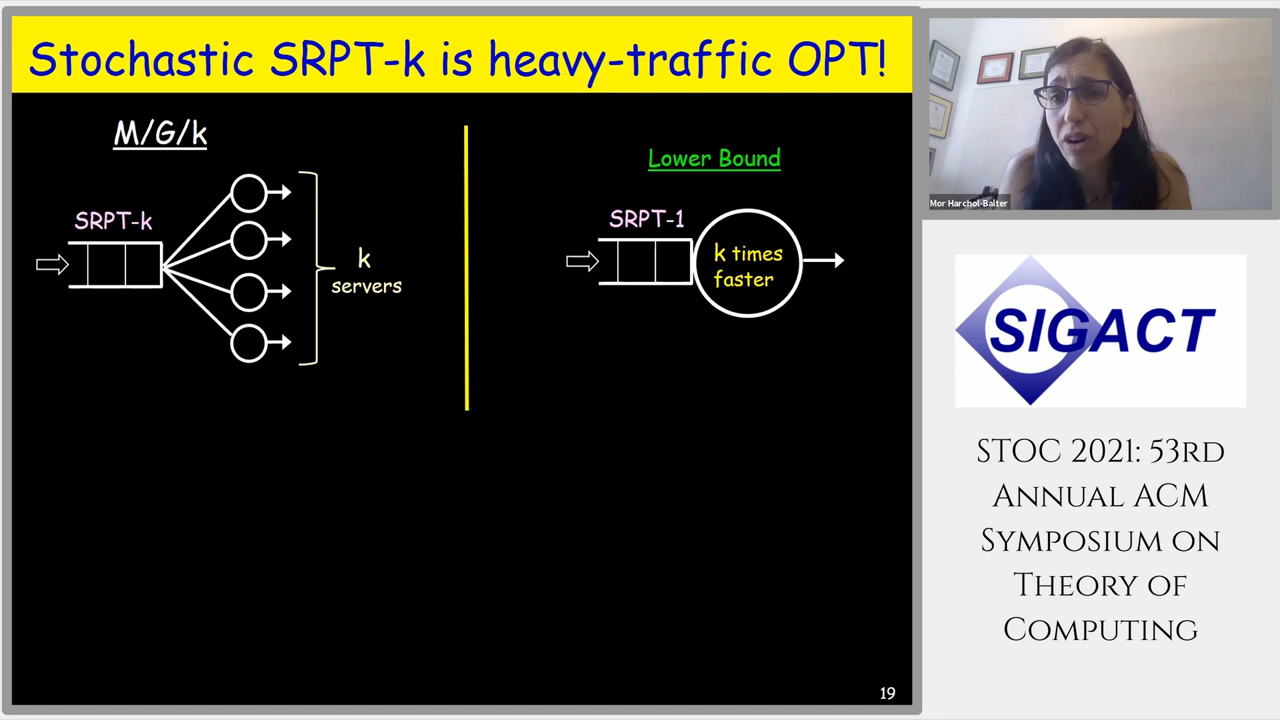 Stochastic SRPT-k is heavy-traffic OPT!
M/G/k
SRPT-k
k
servers
Lower Bound
SRPT-1
k times
faster
19
Mor Harchol-Balter
SIGACT
STOC 2021: 53rd
Annual ACM
Symposium on
Theory of
Computing